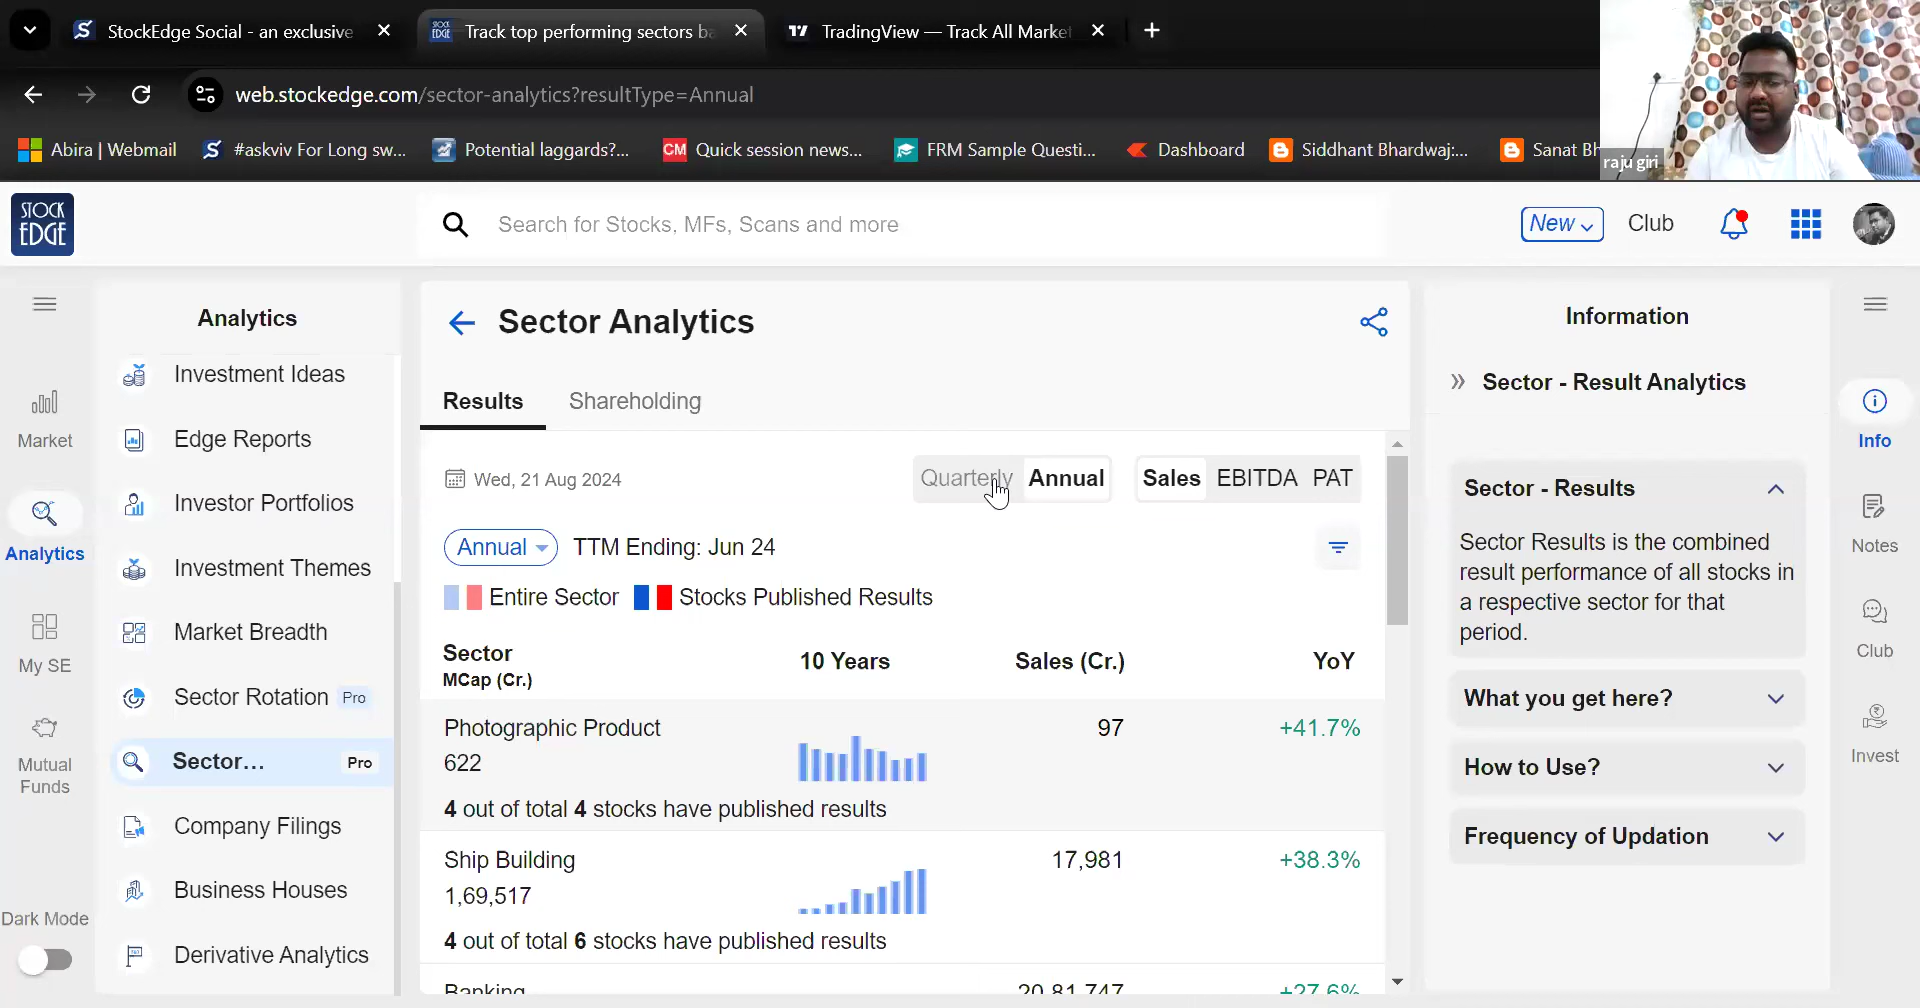 StockEdge Social - an exclusive
Track top performing sectors ba
TradingView — Track All Market
web.stockedge.com/sector-analytics?resultType=Annual
Abira | Webmail
#askviv For Long sw...
Potential laggards?...
CM Quick session news...
FRM Sample Questi...
Dashboard
Siddhant Bhardwaj:...
Sanat Bh
raju giri
STOCK
EDGE
Search for Stocks, MFs, Scans and more
New
Club
Analytics
Investment Ideas
Edge Reports
Investor Portfolios
Investment Themes
Market Breadth
Sector Rotation Pro
Sector... Pro
Company Filings
Business Houses
Derivative Analytics
Market
Analytics
My SE
Mutual
Funds
Dark Mode
Sector Analytics
Results Shareholding
Wed, 21 Aug 2024
Quarterly Annual Sales EBITDA PAT
Annual TTM Ending: Jun 24
Entire Sector Stocks Published Results
Sector 10 Years Sales (Cr.) YoY
MCap (Cr.)
Photographic Product 97 +41.7%
622
4 out of total 4 stocks have published results
Ship Building 17,981 +38.3%
1,69,517
4 out of total 6 stocks have published results
Banking 20,81,747 +27.6%
Information
Sector - Result Analytics
Sector - Results
Sector Results is the combined
result performance of all stocks in
a respective sector for that
period.
What you get here?
How to Use?
Frequency of Updation
Info
Notes
Club
Invest